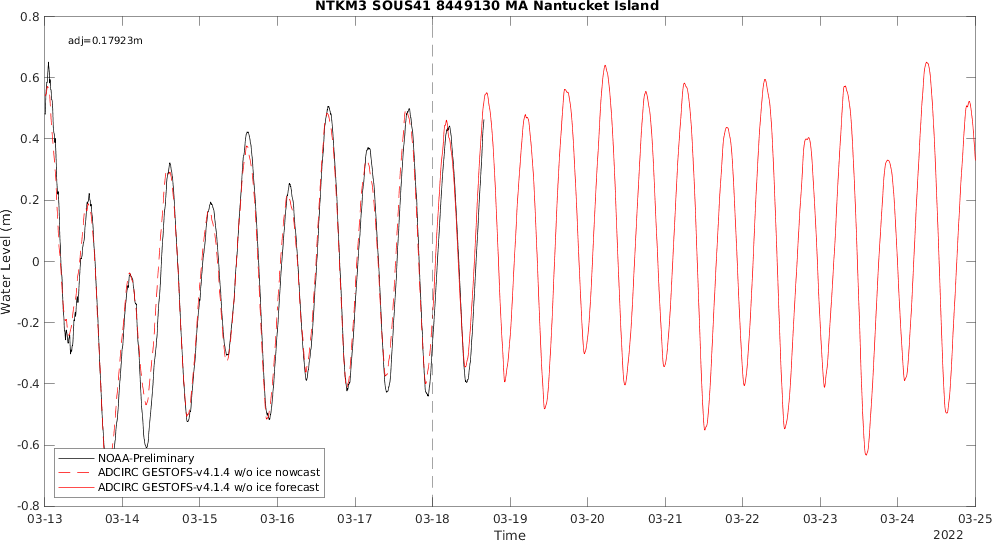 NTKM3 SOUS41 8449130 MA Nantucket Island
adj=0.17923m
0.8
0.6
0.4
0.2
0
-0.2
-0.4
-0.6
-0.8
Water Level (m)
NOAA-Preliminary
ADCIRC GESTOFS-v4.1.4 w/o ice nowcast
ADCIRC GESTOFS-v4.1.4 w/o ice forecast
03-13 03-14 03-15 03-16 03-17 03-18 03-19 03-20 03-21 03-22 03-23 03-24 03-25
Time
2022